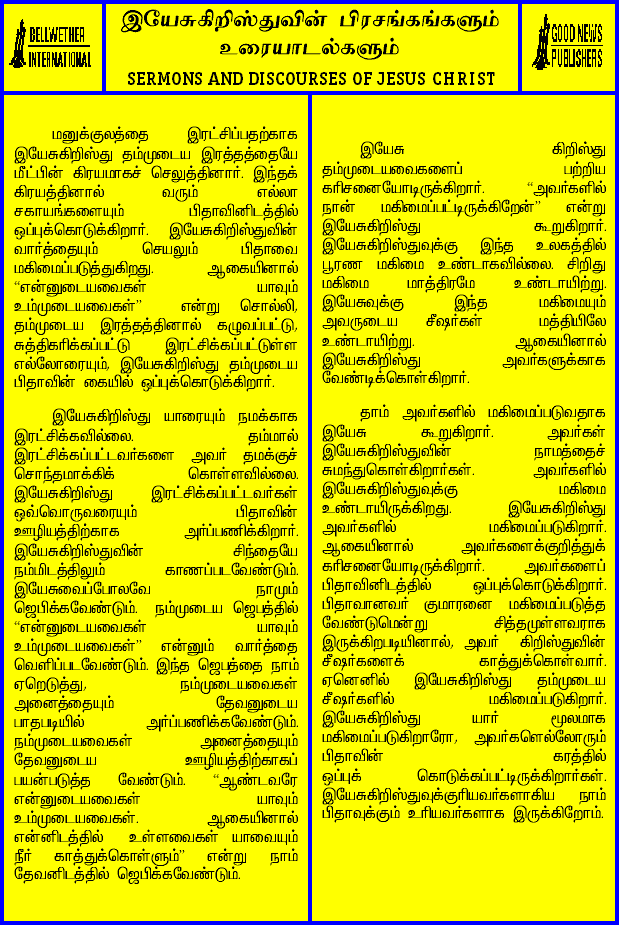 BELLWETHER
INTERNATIONAL
இயேசுகிறிஸ்துவின் பிரசங்கங்களும்
உரையாடல்களும்
SERMONS AND DISCOURSES OF JESUS CHRIST
GOOD NEWS
PUBLISHERS
மனுக்குலத்தை இரட்சிப்பதற்காக
இயேசுகிறிஸ்து தம்முடைய இரத்தத்தையே
மீட்பின் கிரயமாகச் செலுத்தினார். இந்தக்
கிரயத்தினால் வரும் எல்லா
சகாயங்களையும் பிதாவினிடத்தில்
ஒப்புக்கொடுக்கிறார். இயேசுகிறிஸ்துவின்
வார்த்தையும் செயலும் பிதாவை
மகிமைப்படுத்துகிறது. ஆகையினால்
“என்னுடையவைகள் யாவும்
உம்முடையவைகள்” என்று சொல்லி,
தம்முடைய இரத்தத்தினால் கழுவப்பட்டு,
சுத்திகரிக்கப்பட்டு இரட்சிக்கப்பட்டுள்ள
எல்லோரையும், இயேசுகிறிஸ்து தம்முடைய
பிதாவின் கையில் ஒப்புக்கொடுக்கிறார்.
இயேசுகிறிஸ்து யாரையும் நமக்காக
இரட்சிக்கவில்லை. தம்மால்
இரட்சிக்கப்பட்டவர்களை அவர் தமக்குச்
சொந்தமாக்கிக் கொள்ளவில்லை.
இயேசுகிறிஸ்து இரட்சிக்கப்பட்டவர்கள்
ஒவ்வொருவரையும் பிதாவின்
ஊழியத்திற்காக அர்ப்பணிக்கிறார்.
இயேசுகிறிஸ்துவின் சிந்தையே
நம்மிடத்திலும் காணப்படவேண்டும்.
இயேசுவைப்போலவே நாமும்
ஜெபிக்கவேண்டும். நம்முடைய ஜெபத்தில்
“என்னுடையவைகள் யாவும்
உம்முடையவைகள்” என்னும் வார்த்தை
வெளிப்படவேண்டும். இந்த ஜெபத்தை நாம்
ஏறெடுத்து, நம்முடையவைகள்
அனைத்தையும் தேவனுடைய
பாதபடியில் அர்ப்பணிக்கவேண்டும்.
நம்முடையவைகள் அனைத்தையும்
தேவனுடைய ஊழியத்திற்காகப்
பயன்படுத்த வேண்டும். “ஆண்டவரே
என்னுடையவைகள் யாவும்
உம்முடையவைகள். ஆகையினால்
என்னிடத்தில் உள்ளவைகள் யாவையும்
நீர் காத்துக்கொள்ளும்” என்று நாம்
தேவனிடத்தில் ஜெபிக்கவேண்டும்.
இயேசு கிறிஸ்து
தம்முடையவைகளைப் பற்றிய
கரிசனையோடிருக்கிறார். “அவர்களில்
நான் மகிமைப்பட்டிருக்கிறேன்” என்று
இயேசுகிறிஸ்து கூறுகிறார்.
இயேசுகிறிஸ்துவுக்கு இந்த உலகத்தில்
பூரண மகிமை உண்டாகவில்லை. சிறிது
மகிமை மாத்திரமே உண்டாயிற்று.
இயேசுவுக்கு இந்த மகிமையும்
அவருடைய சீஷர்கள் மத்தியிலே
உண்டாயிற்று. ஆகையினால்
இயேசுகிறிஸ்து அவர்களுக்காக
வேண்டிக்கொள்கிறார்.
தாம் அவர்களில் மகிமைப்படுவதாக
இயேசு கூறுகிறார். அவர்கள்
இயேசுகிறிஸ்துவின் நாமத்தைச்
சுமந்துகொள்கிறார்கள். அவர்களில்
இயேசுகிறிஸ்துவுக்கு மகிமை
உண்டாயிருக்கிறது. இயேசுகிறிஸ்து
அவர்களில் மகிமைப்படுகிறார்.
ஆகையினால் அவர்களைக்குறித்துக்
கரிசனையோடிருக்கிறார். அவர்களைப்
பிதாவினிடத்தில் ஒப்புக்கொடுக்கிறார்.
பிதாவானவர் குமாரனை மகிமைப்படுத்த
வேண்டுமென்று சித்தமுள்ளவராக
இருக்கிறபடியினால், அவர் கிறிஸ்துவின்
சீஷர்களைக் காத்துக்கொள்வார்.
ஏனெனில் இயேசுகிறிஸ்து தம்முடைய
சீஷர்களில் மகிமைப்படுகிறார்.
இயேசுகிறிஸ்து யார் மூலமாக
மகிமைப்படுகிறாரோ, அவர்களெல்லோரும்
பிதாவின் கரத்தில்
ஒப்புக் கொடுக்கப்பட்டிருக்கிறார்கள்.
இயேசுகிறிஸ்துவுக்குரியவர்களாகிய நாம்
பிதாவுக்கும் உரியவர்களாக இருக்கிறோம்.